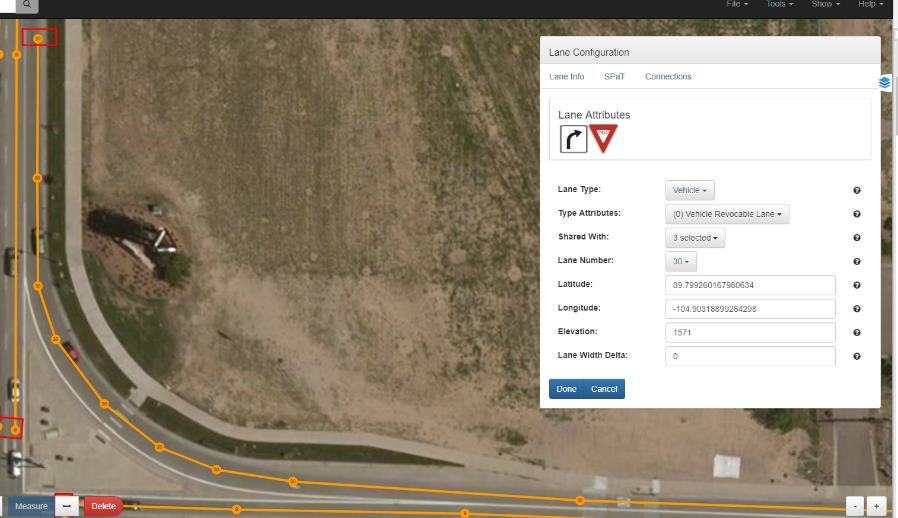 File Tools Show Help
Lane Configuration
Lane Info SPaT Connections
Lane Attributes
Lane Type: Vehicle
Type Attributes: (0) Vehicle Revocable Lane
Shared With: 3 selected
Lane Number: 30
Latitude: 39.799260167980634
Longitude: -104.90318899264298
Elevation: 1571
Lane Width Delta: 0
Done Cancel
Measure Delete - +